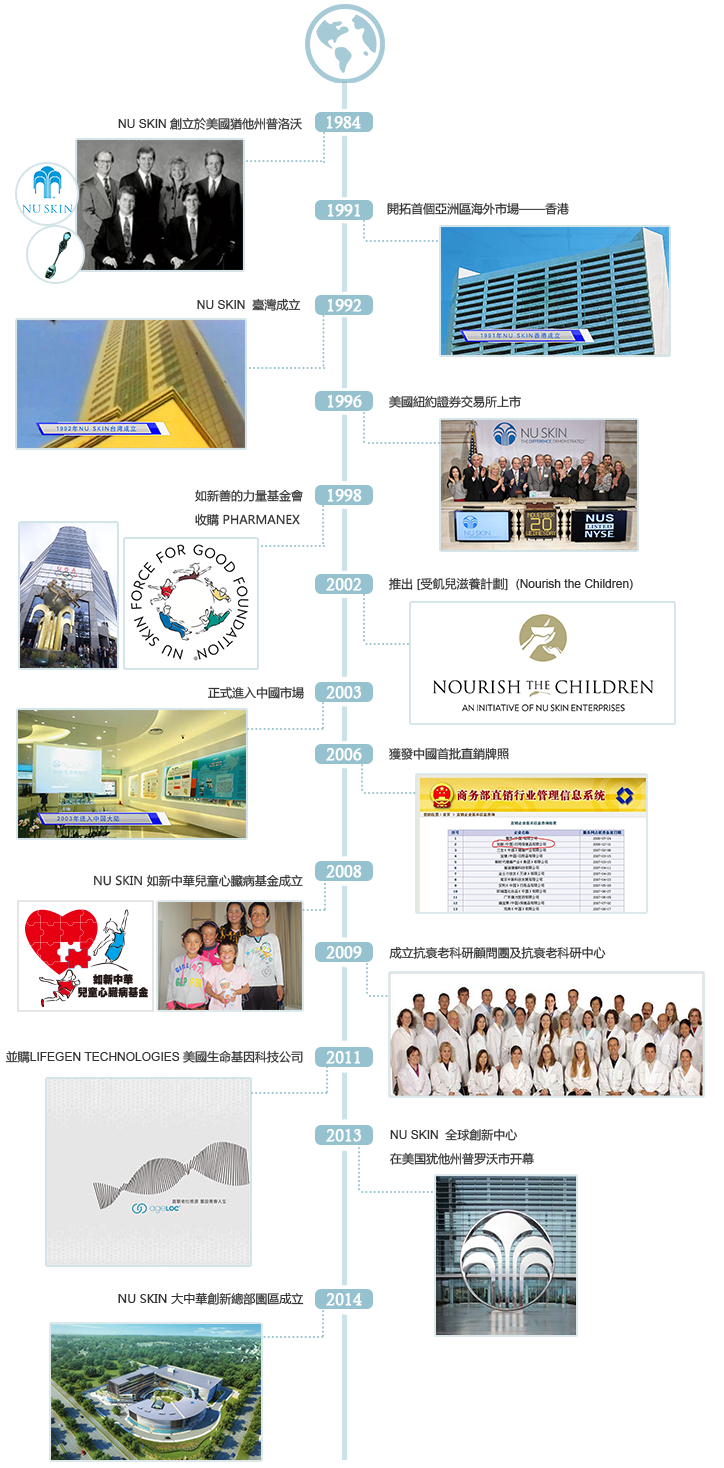 NU SKIN 創立於美國猶他州普洛沃
1984
NU SKIN
1991
開拓首個亞洲區海外市場——香港
1991年NU SKIN香港成立
NU SKIN 臺灣成立
1992
1992年NU SKIN台湾成立
1996
美國紐約證券交易所上市
NU SKIN
THE DIFFERENCE. DEMONSTRATED.
NU SKIN
NOVEMBER
20
WEDNESDAY
NUS
LISTED
NYSE
如新善的力量基金會
1998
收購 PHARMANEX
USA
NU SKIN FORCE FOR GOOD FOUNDATION
2002
推出 [受飢兒滋養計劃] (Nourish the Children)
NOURISH THE CHILDREN
AN INITIATIVE OF NU SKIN ENTERPRISES
正式進入中國市場
2003
2003年进入中国大陆
2006
獲發中國首批直銷牌照
商务部直销行业管理信息系统
NU SKIN 如新中華兒童心臟病基金成立
2008
如新中華
兒童心臟病基金
2009
成立抗衰老科研顧問團及抗衰老科研中心
並購LIFEGEN TECHNOLOGIES 美國生命基因科技公司
2011
ageLOC
2013
NU SKIN 全球創新中心
在美国犹他州普罗沃市开幕
NU SKIN 大中華創新總部園區成立
2014